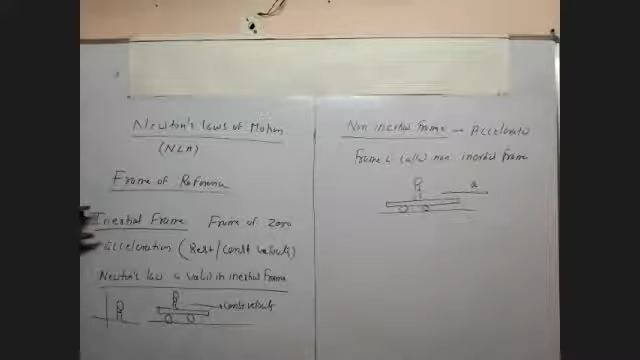 Newton's laws of Motion
(NLM)
Frame of Reference
Inertial Frame Frame of Zero
acceleration (Rest/const velocity)
Newton's law is valid in inertial Frame
const velocity
Non inertial Frame – Accelerated
Frame is called non inertial Frame
a